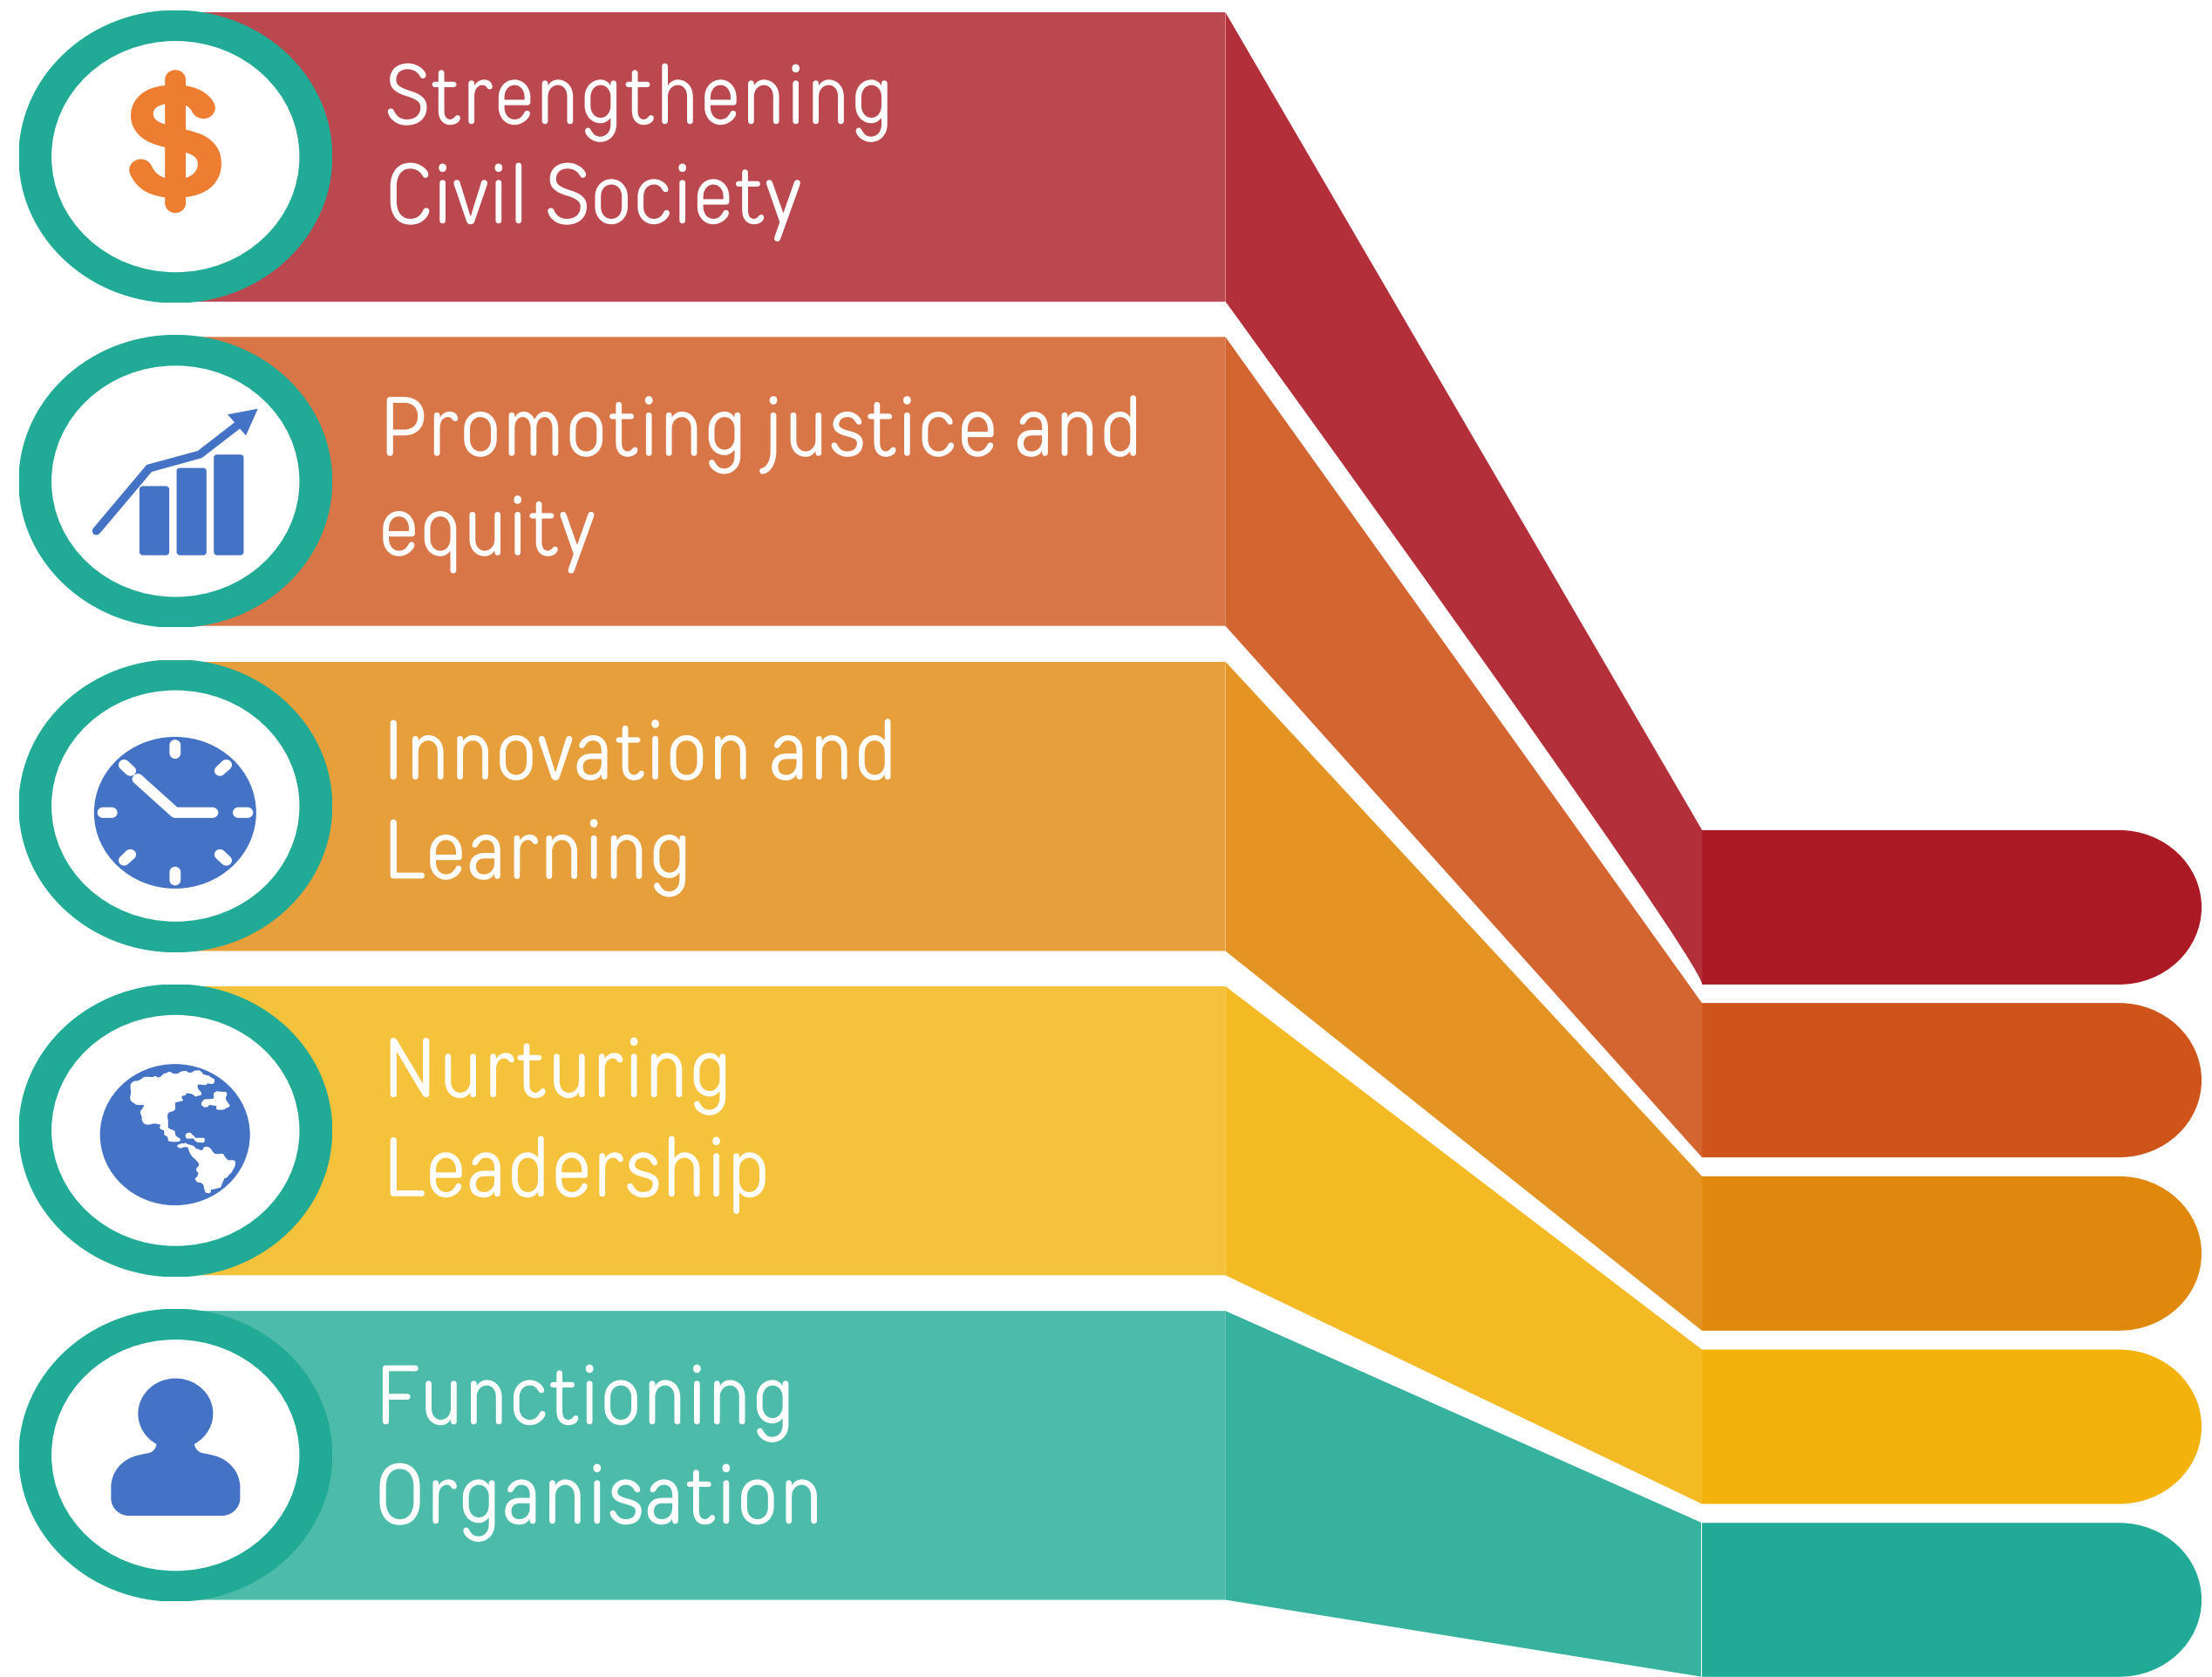 Strengthening
Civil Society
Promoting justice and
equity
Innovation and
Learning
Nurturing
Leadership
Functioning
Organisation